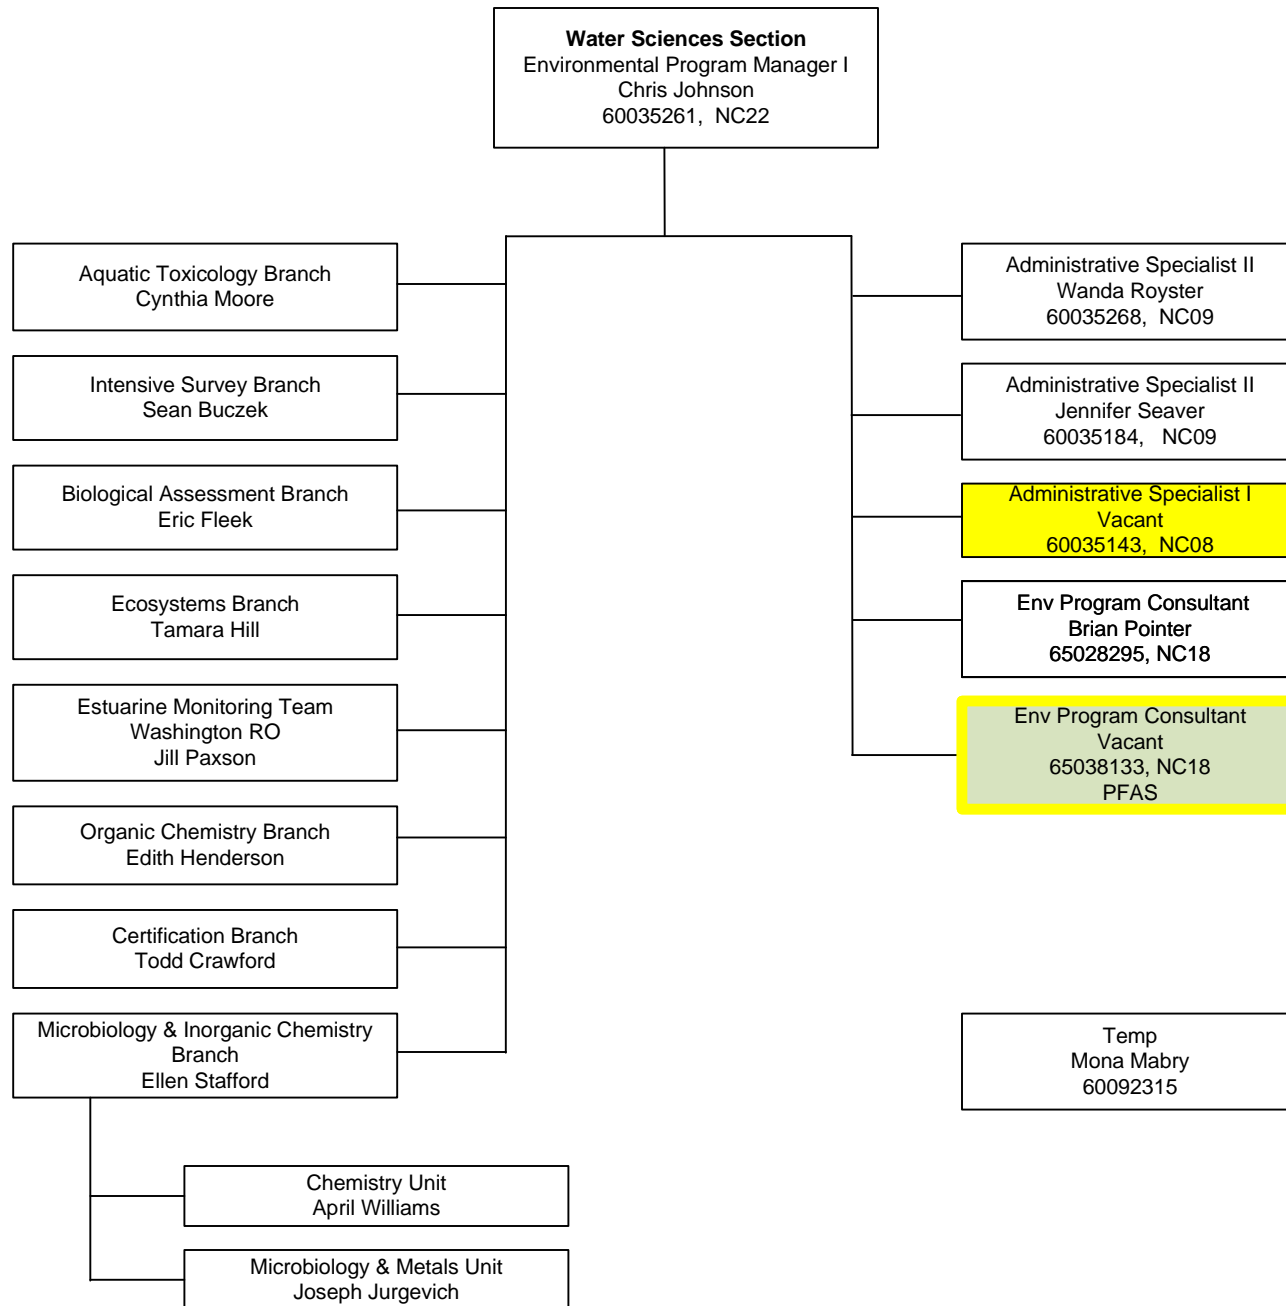 Water Sciences Section
Environmental Program Manager I
Chris Johnson
60035261,  NC22
Aquatic Toxicology Branch
Cynthia Moore
Intensive Survey Branch
Sean Buczek
Biological Assessment Branch
Eric Fleek
Ecosystems Branch
Tamara Hill
Estuarine Monitoring Team
Washington RO
Jill Paxson
Organic Chemistry Branch
Edith Henderson
Certification Branch
Todd Crawford
Microbiology & Inorganic Chemistry
Branch
Ellen Stafford
Chemistry Unit
April Williams
Microbiology & Metals Unit
Joseph Jurgevich
Administrative Specialist II
Wanda Royster
60035268,  NC09
Administrative Specialist II
Jennifer Seaver
60035184,   NC09
Administrative Specialist I
Vacant
60035143,  NC08
Env Program Consultant
Brian Pointer
65028295, NC18
Env Program Consultant
Vacant
65038133, NC18
PFAS
Temp
Mona Mabry
60092315